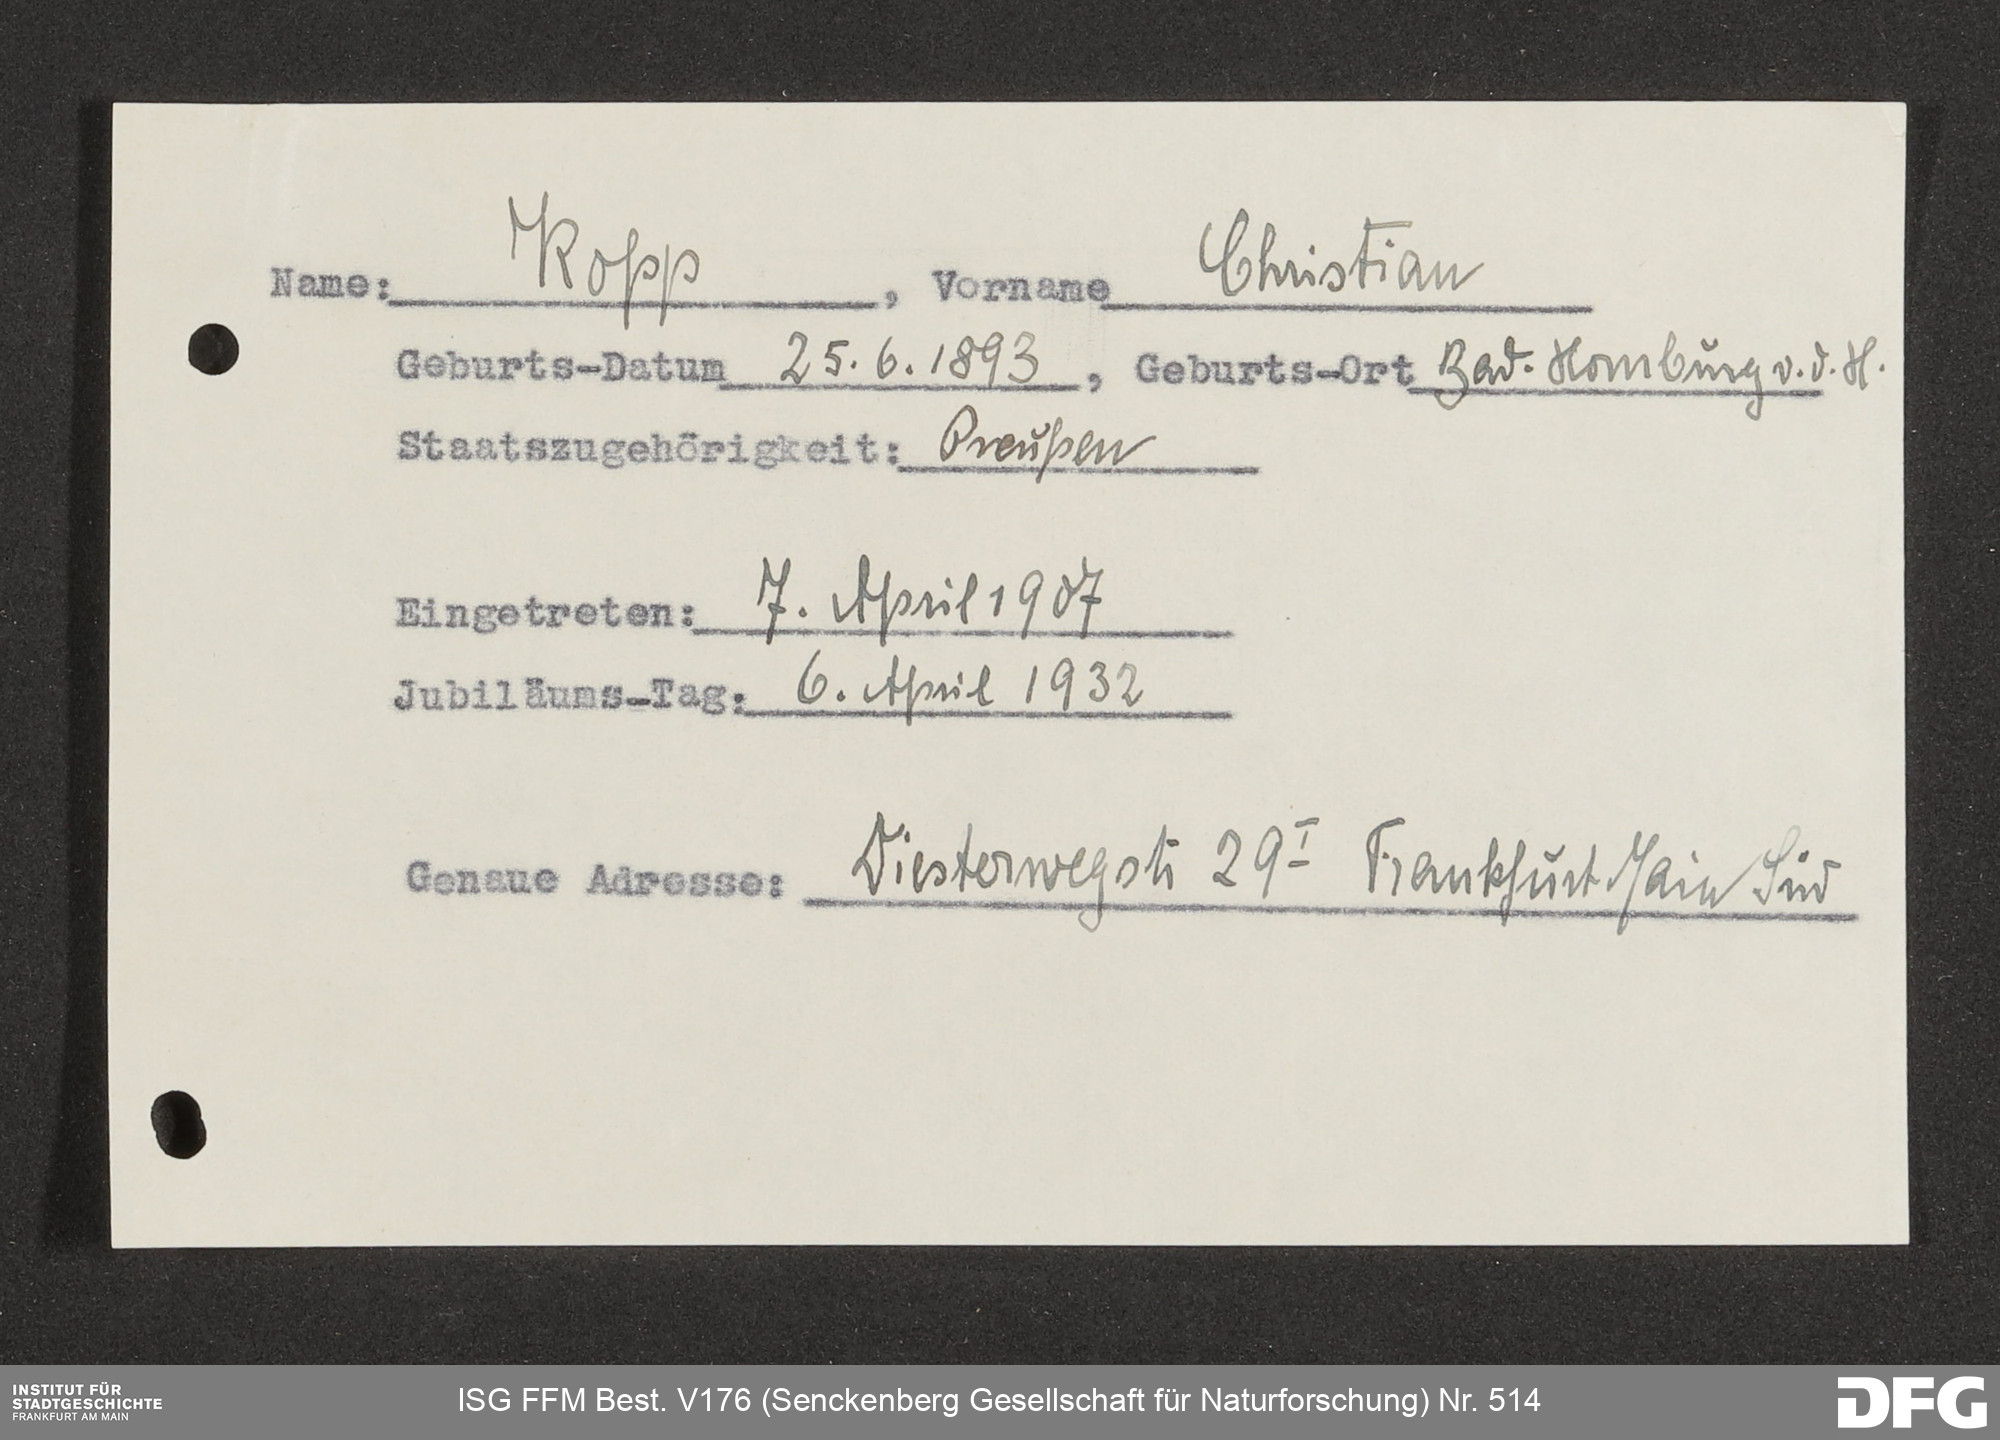 Name: Kopp, Vorname Christian
Geburts-Datum 25.6.1893, Geburts-Ort Bad. Homburg v.d.H.
Staatszugehörigkeit: Preußen
Eingetreten: 7. April 1907
Jubiläums-Tag: 6. April 1932
Genaue Adresse: Diesterwegstr 29 I Frankfurt Main Süd
INSTITUT FÜR
STADTGESCHICHTE
FRANKFURT AM MAIN
ISG FFM Best. V176 (Senckenberg Gesellschaft für Naturforschung) Nr. 514
DFG